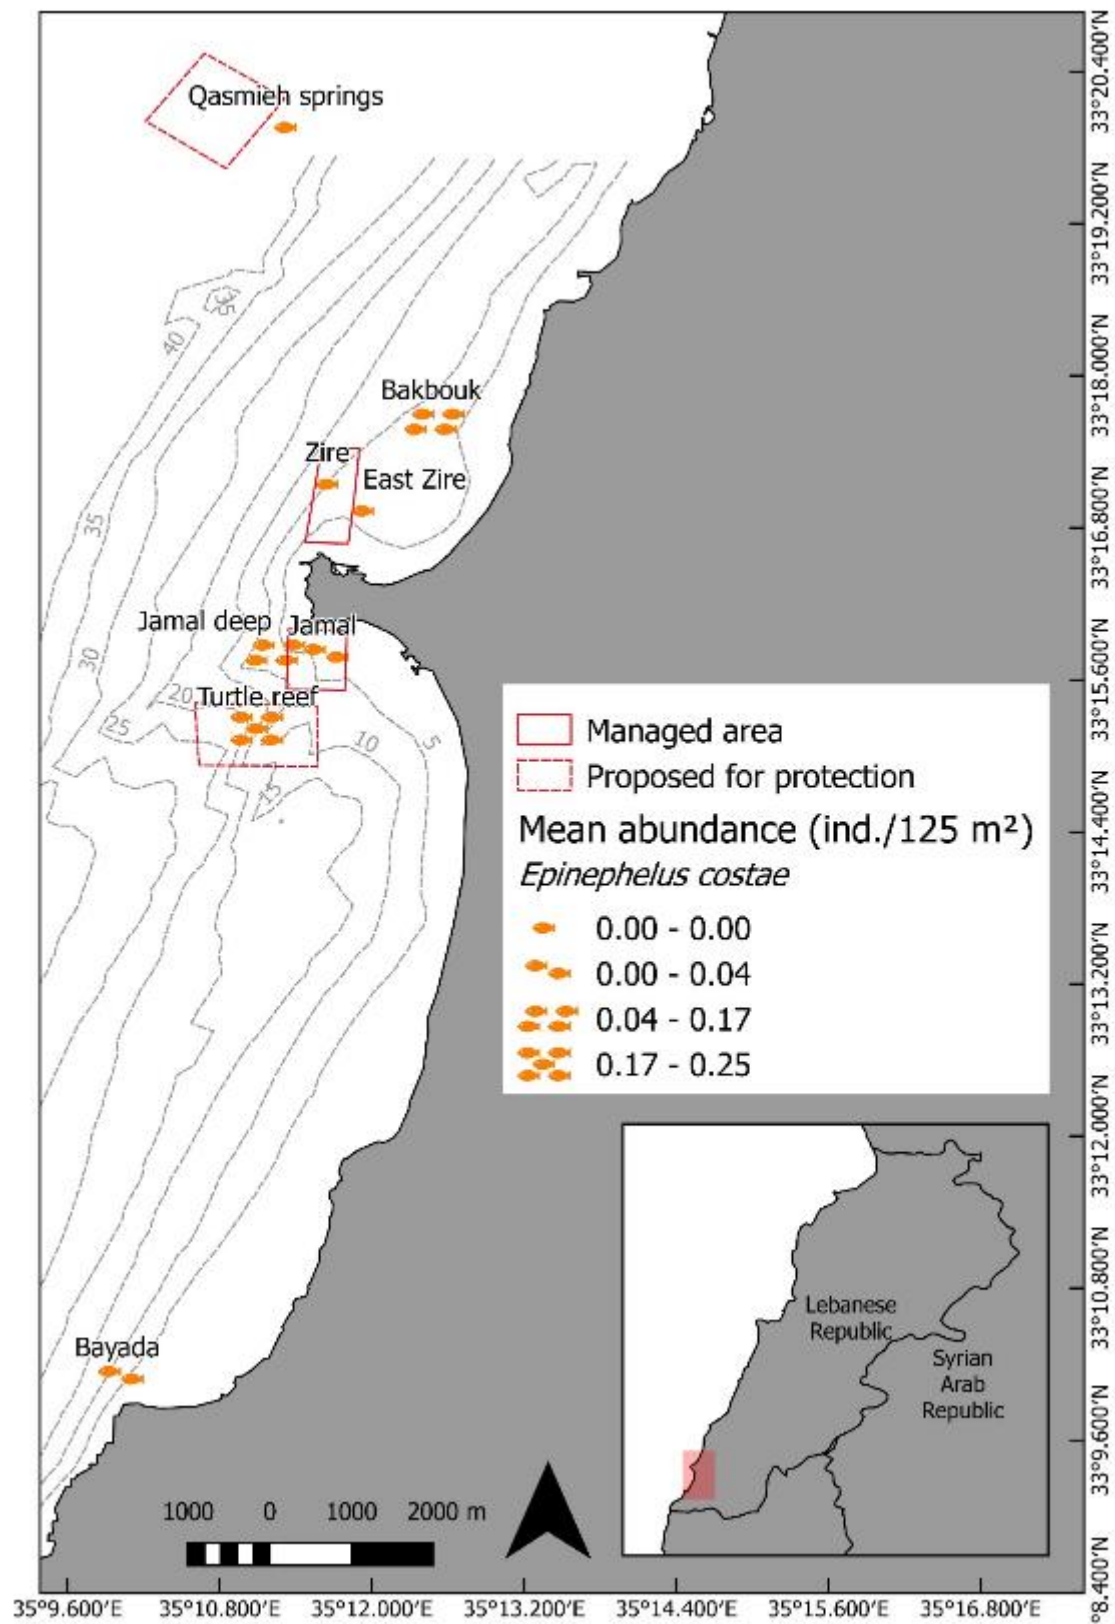 Qasmieh springs
35
40
Bakbouk
Zire
East Zire
35
Jamal deep
Jamal
30
20
Turtle reef
25
10
5
15
Managed area
Proposed for protection
Mean abundance (ind./125 m²)
Epinephelus costae
0.00 - 0.00
0.00 - 0.04
0.04 - 0.17
0.17 - 0.25
Bayada
Lebanese
Republic
Syrian
Arab
Republic
1000 0 1000 2000 m
33°20.400'N
33°19.200'N
33°18.000'N
33°16.800'N
33°15.600'N
33°14.400'N
33°13.200'N
33°12.000'N
33°10.800'N
33°9.600'N
8.400'N
35°9.600'E 35°10.800'E 35°12.000'E 35°13.200'E 35°14.400'E 35°15.600'E 35°16.800'E